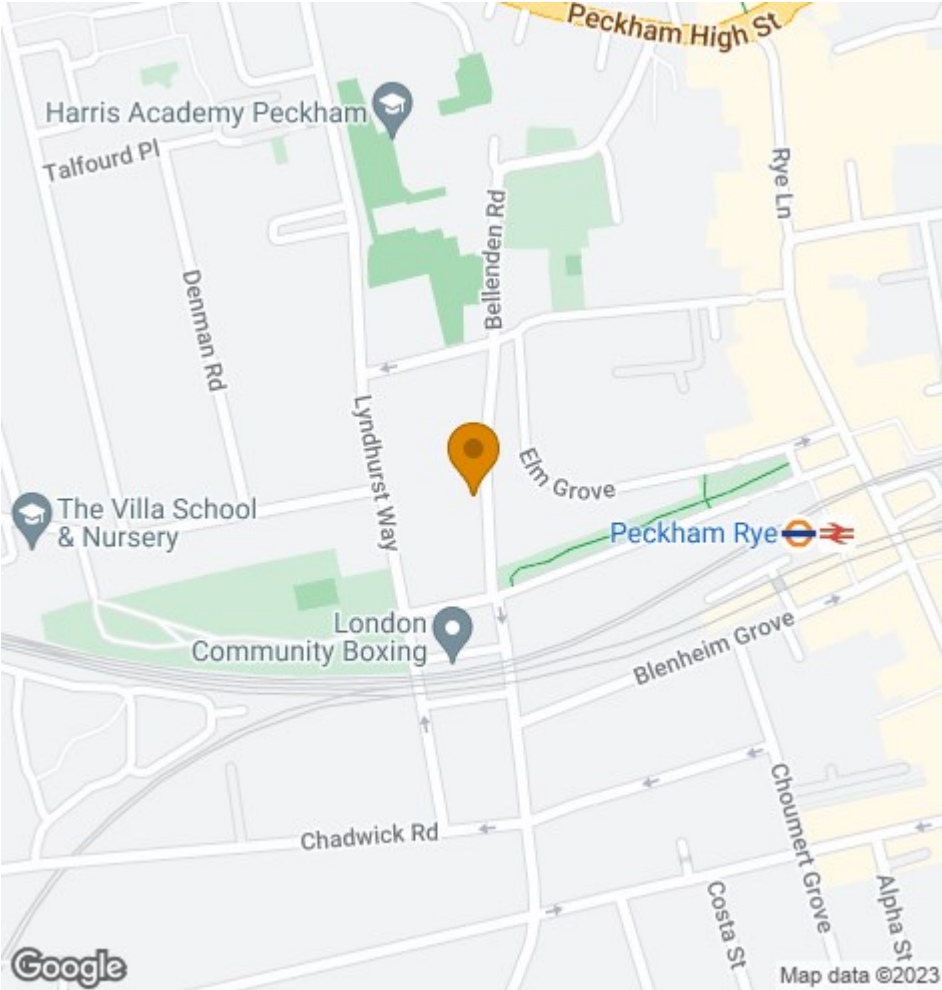 Peckham High St
Harris Academy Peckham
Talfourd Pl
Rye Ln
Bellenden Rd
Denman Rd
Lyndhurst Way
Elm Grove
The Villa School
& Nursery
Peckham Rye
London
Community Boxing
Blenheim Grove
Choumert Grove
Chadwick Rd
Costa St
Alpha St
Google
Map data ©2023